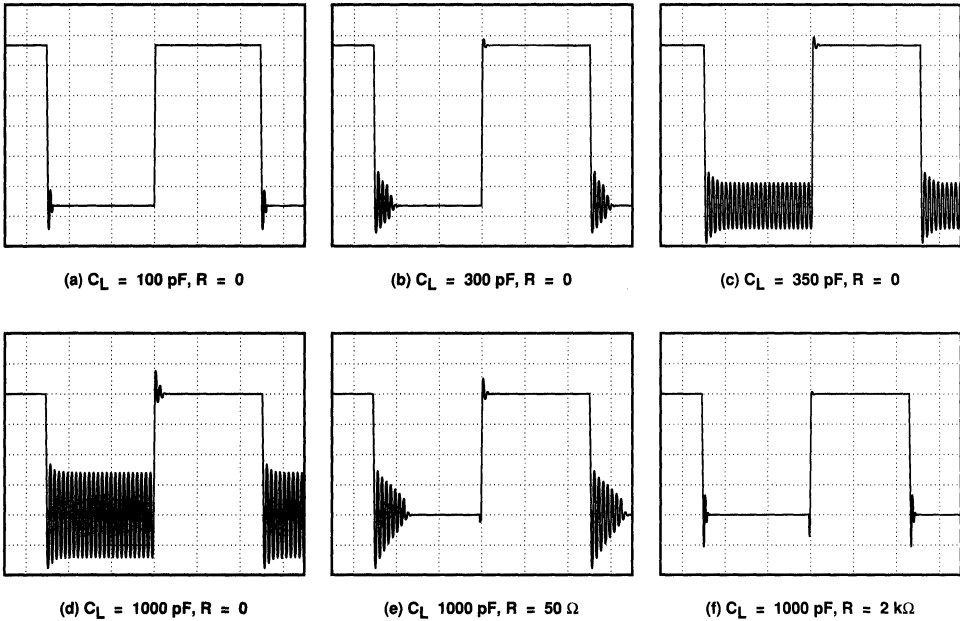 (a) CL = 100 pF, R = 0
(b) CL = 300 pF, R = 0
(c) CL = 350 pF, R = 0
(d) CL = 1000 pF, R = 0
(e) CL 1000 pF, R = 50 Ω
(f) CL = 1000 pF, R = 2 kΩ